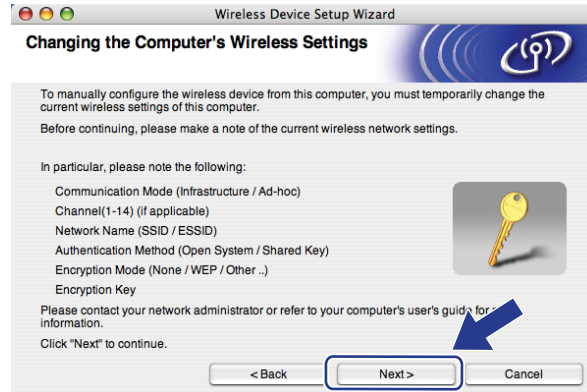 Wireless Device Setup Wizard
Changing the Computer's Wireless Settings
To manually configure the wireless device from this computer, you must temporarily change the
current wireless settings of this computer.
Before continuing, please make a note of the current wireless network settings.
In particular, please note the following:
Communication Mode (Infrastructure / Ad-hoc)
Channel(1-14) (if applicable)
Network Name (SSID / ESSID)
Authentication Method (Open System / Shared Key)
Encryption Mode (None / WEP / Other ..)
Encryption Key
Please contact your network administrator or refer to your computer's user's guide for
information.
Click "Next" to continue.
< Back
Next >
Cancel